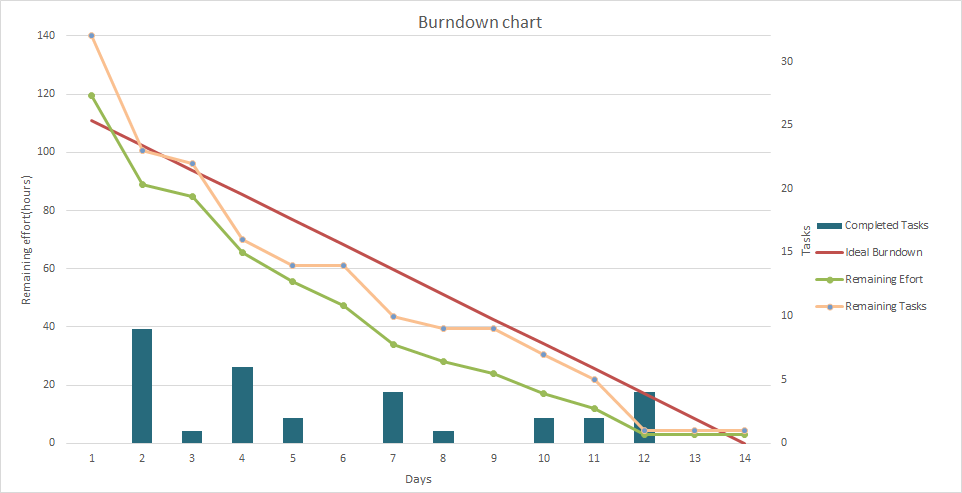 Burndown chart
140
120
100
80
60
40
20
0
Remaining effort(hours)
1 2 3 4 5 6 7 8 9 10 11 12 13 14
Days
30
25
20
15
10
5
0
Tasks
Completed Tasks
Ideal Burndown
Remaining Efort
Remaining Tasks